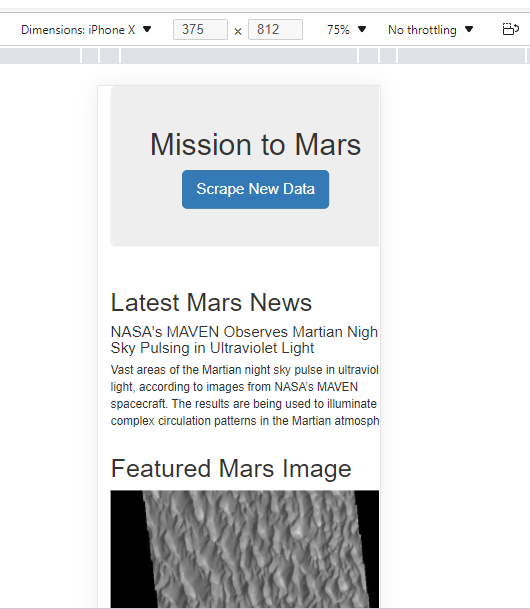 Dimensions: iPhone X ▼ 375 × 812 75% ▼ No throttling ▼
Mission to Mars
Scrape New Data
Latest Mars News
NASA's MAVEN Observes Martian Nigh
Sky Pulsing in Ultraviolet Light
Vast areas of the Martian night sky pulse in ultraviol
light, according to images from NASA's MAVEN
spacecraft. The results are being used to illuminate
complex circulation patterns in the Martian atmosph
Featured Mars Image